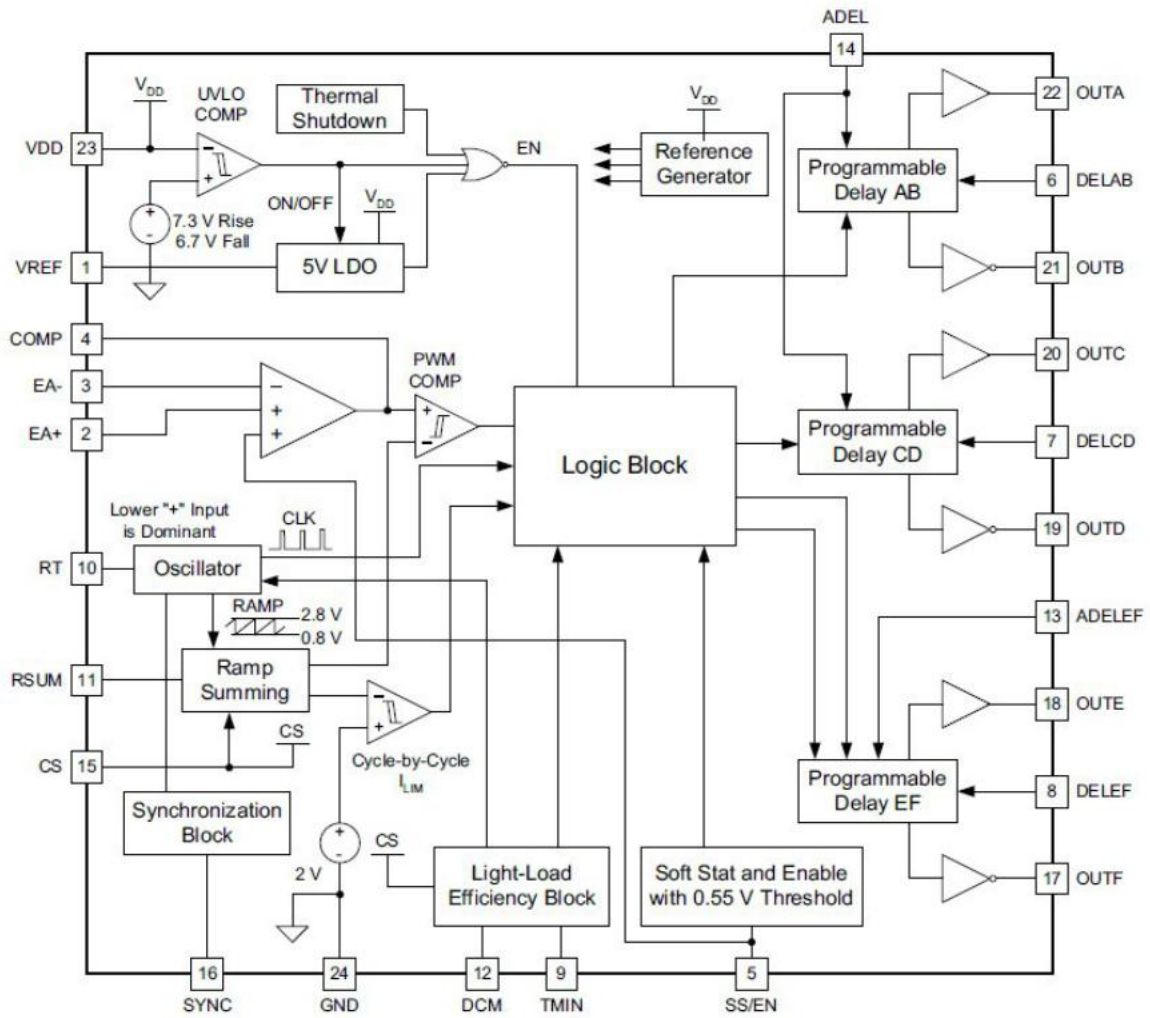 ADEL
14
VDD
UVLO
COMP
Thermal
Shutdown
VDD
22 OUTA
VDD 23
EN
Reference
Generator
Programmable
Delay AB
6 DELAB
7.3 V Rise
6.7 V Fall
ON/OFF
VDD
VREF 1
5V LDO
21 OUTB
COMP 4
PWM
COMP
20 OUTC
EA- 3
EA+ 2
Logic Block
Programmable
Delay CD
7 DELCD
Lower "+" Input
is Dominant
CLK
19 OUTD
RT 10
Oscillator
RAMP
2.8 V
0.8 V
13 ADELEF
RSUM 11
Ramp
Summing
18 OUTE
CS
CS 15
Cycle-by-Cycle
ILIM
Programmable
Delay EF
8 DELEF
Synchronization
Block
CS
2 V
Light-Load
Efficiency Block
Soft Stat and Enable
with 0.55 V Threshold
17 OUTF
16
24
12
9
5
SYNC
GND
DCM
TMIN
SS/EN